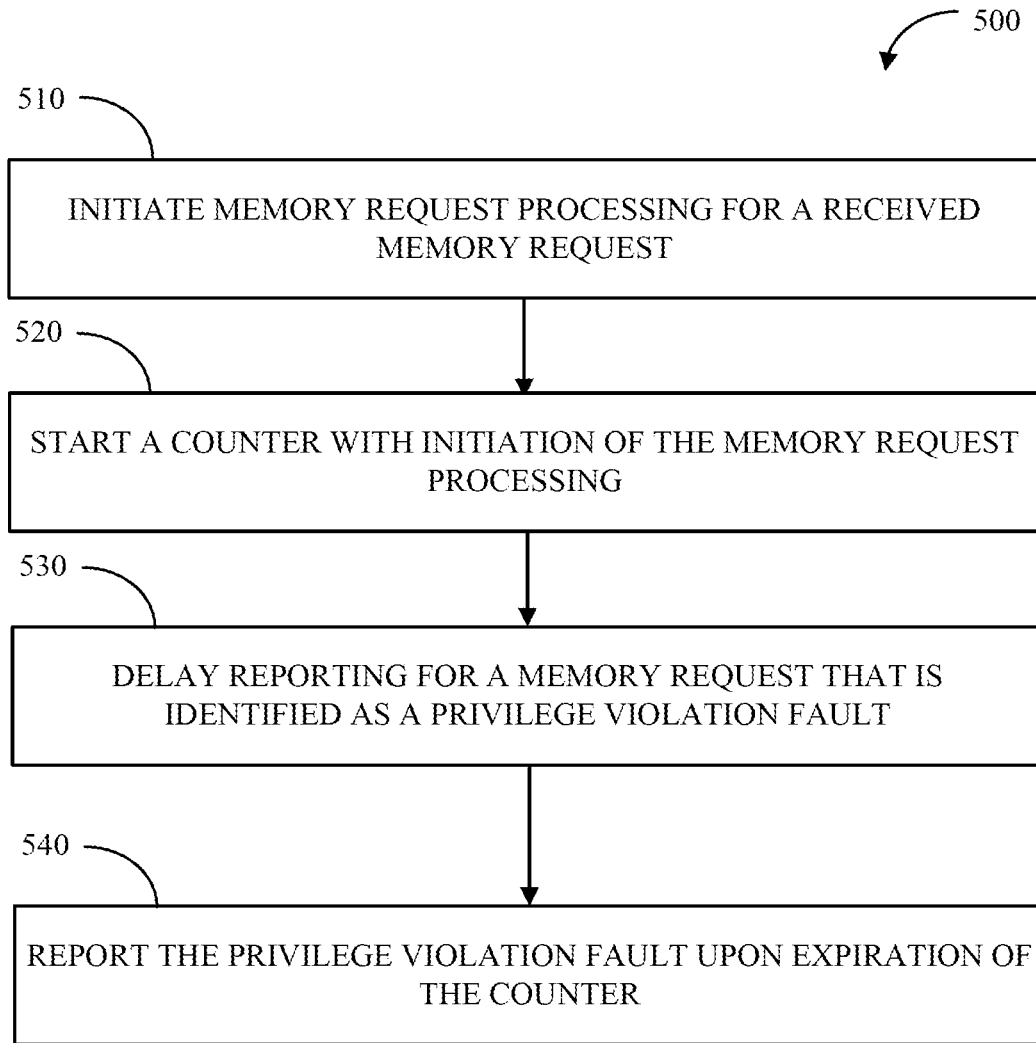 500
510
INITIATE MEMORY REQUEST PROCESSING FOR A RECEIVED
MEMORY REQUEST
520
START A COUNTER WITH INITIATION OF THE MEMORY REQUEST
PROCESSING
530
DELAY REPORTING FOR A MEMORY REQUEST THAT IS
IDENTIFIED AS A PRIVILEGE VIOLATION FAULT
540
REPORT THE PRIVILEGE VIOLATION FAULT UPON EXPIRATION OF
THE COUNTER